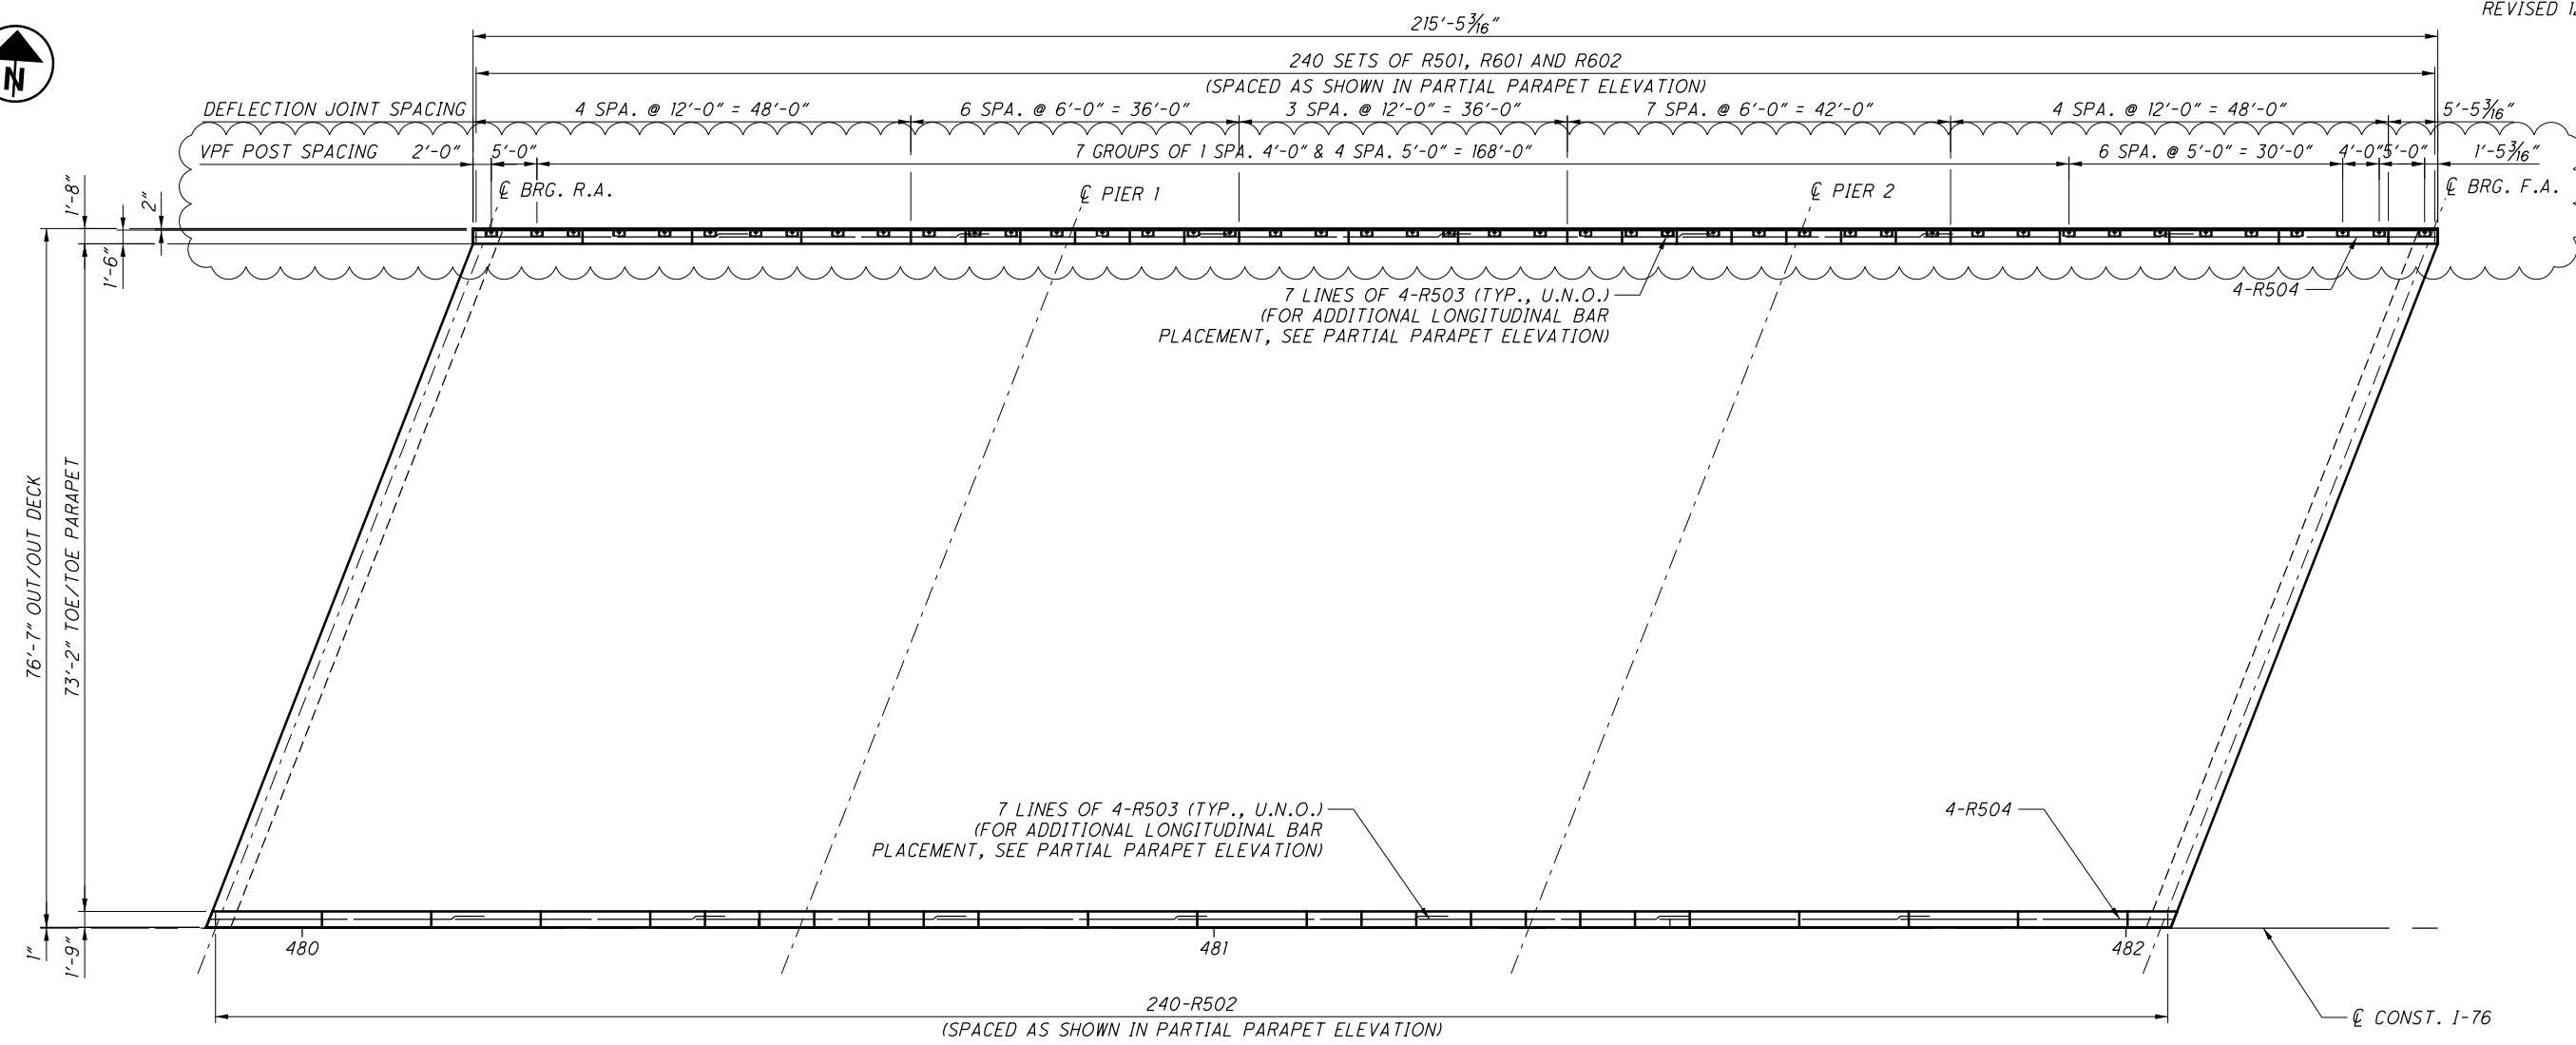 REVISED
N
215'-5 3/16"
240 SETS OF R501, R601 AND R602
(SPACED AS SHOWN IN PARTIAL PARAPET ELEVATION)
DEFLECTION JOINT SPACING 4 SPA. @ 12'-0" = 48'-0" 6 SPA. @ 6'-0" = 36'-0" 3 SPA. @ 12'-0" = 36'-0" 7 SPA. @ 6'-0" = 42'-0" 4 SPA. @ 12'-0" = 48'-0" 5'-5 3/16"
VPF POST SPACING 2'-0" 5'-0" 7 GROUPS OF 1 SPA. 4'-0" & 4 SPA. 5'-0" = 168'-0" 6 SPA. @ 5'-0" = 30'-0" 4'-0" 5'-0" 1'-5 3/16"
1'-8"
2"
1'-6"
℄ BRG. R.A.
℄ PIER 1
℄ PIER 2
℄ BRG. F.A.
7 LINES OF 4-R503 (TYP., U.N.O.)
(FOR ADDITIONAL LONGITUDINAL BAR
PLACEMENT, SEE PARTIAL PARAPET ELEVATION)
4-R504
76'-7" OUT/OUT DECK
73'-2" TOE/TOE PARAPET
7 LINES OF 4-R503 (TYP., U.N.O.)
(FOR ADDITIONAL LONGITUDINAL BAR
PLACEMENT, SEE PARTIAL PARAPET ELEVATION)
4-R504
1"
1'-9"
480 481 482
240-R502
(SPACED AS SHOWN IN PARTIAL PARAPET ELEVATION)
℄ CONST. I-76